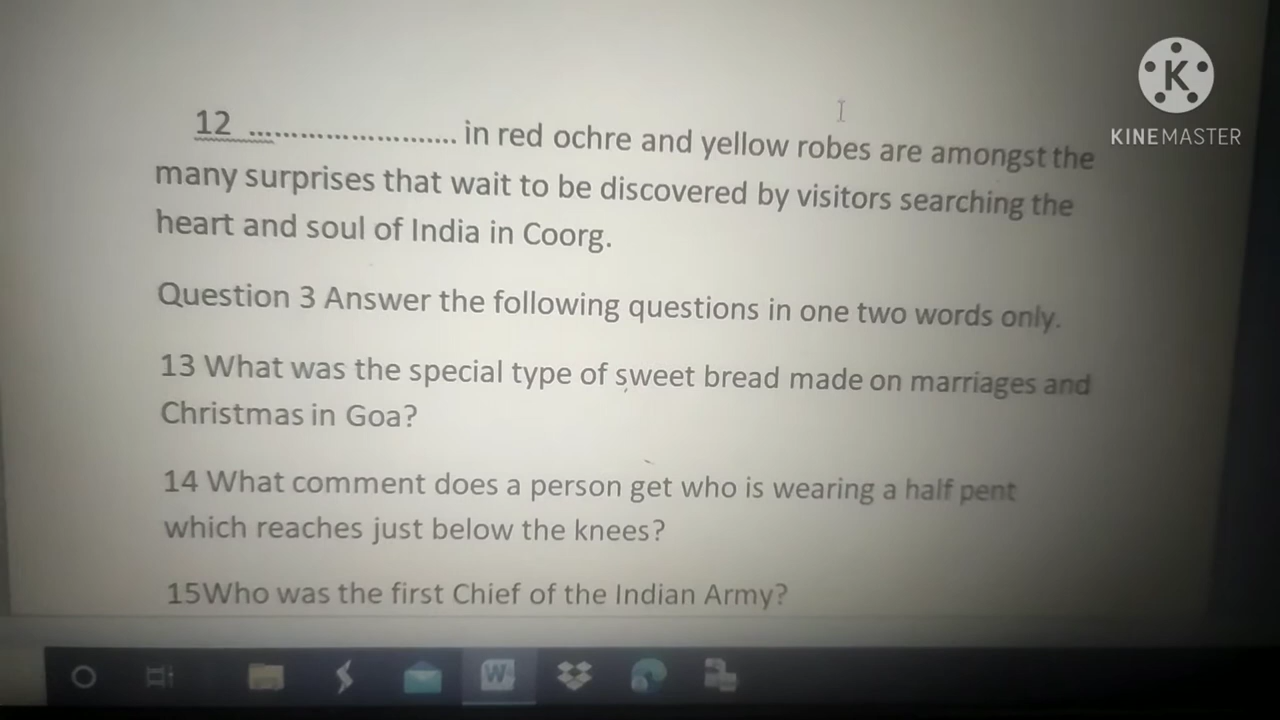 12 ........................ in red ochre and yellow robes are amongst the
many surprises that wait to be discovered by visitors searching the
heart and soul of India in Coorg.
Question 3 Answer the following questions in one two words only.
13 What was the special type of sweet bread made on marriages and
Christmas in Goa?
14 What comment does a person get who is wearing a half pent
which reaches just below the knees?
15Who was the first Chief of the Indian Army?
K
KINEMASTER
W